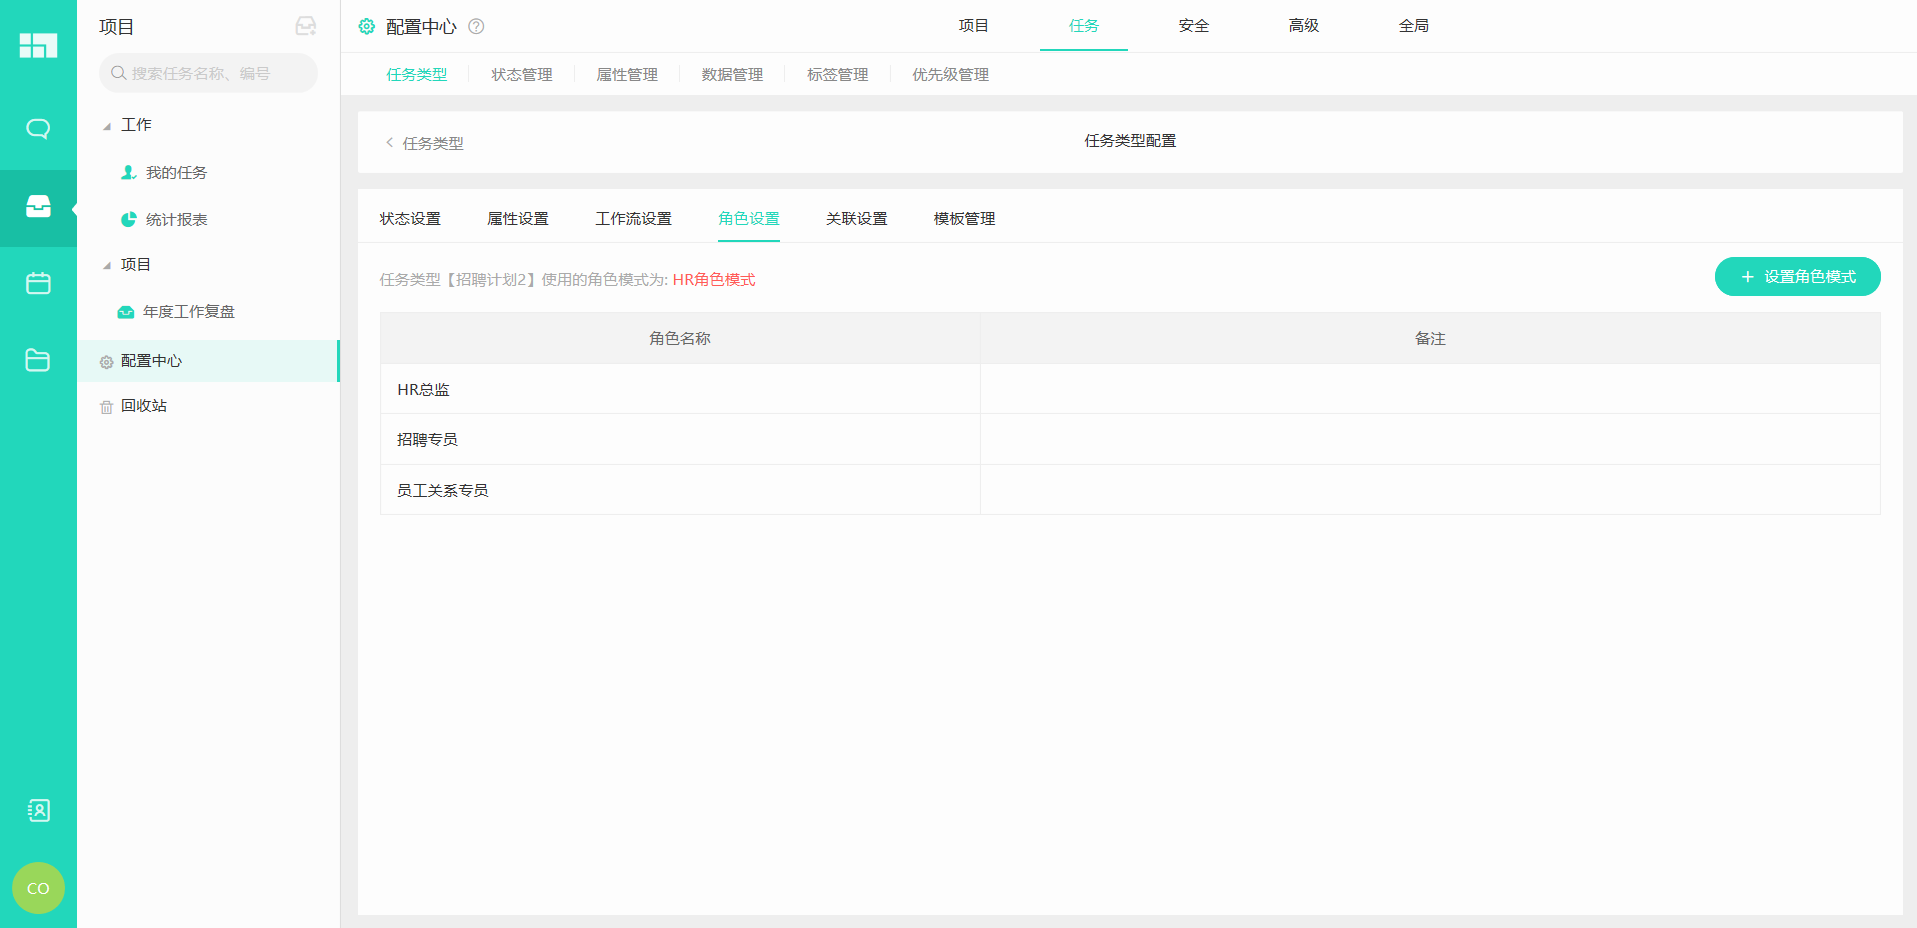 项目
搜索任务名称、编号
工作
我的任务
统计报表
项目
年度工作复盘
配置中心
回收站
CO
配置中心
项目 任务 安全 高级 全局
任务类型 状态管理 属性管理 数据管理 标签管理 优先级管理
< 任务类型
任务类型配置
状态设置 属性设置 工作流设置 角色设置 关联设置 模板管理
任务类型【招聘计划2】使用的角色模式为: HR角色模式
+ 设置角色模式
角色名称 备注
HR总监
招聘专员
员工关系专员